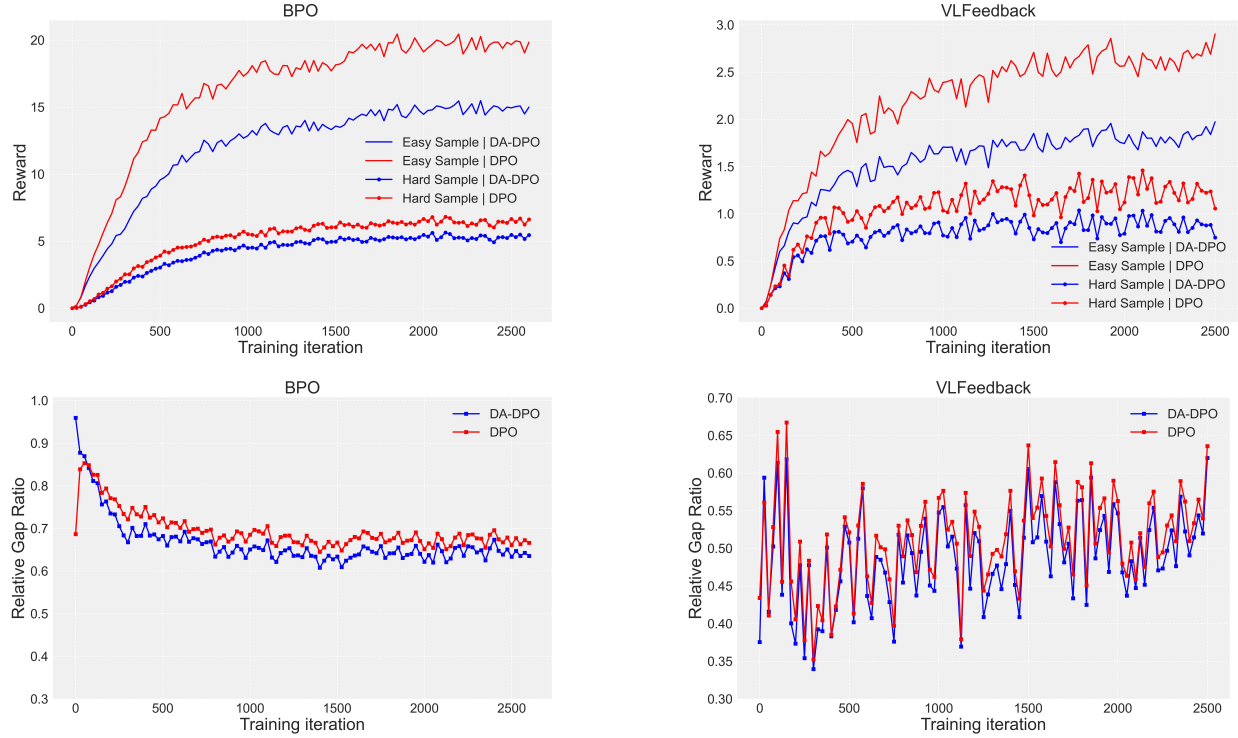 BPO
Reward
20
15
10
5
0
Easy Sample | DA-DPO
Easy Sample | DPO
Hard Sample | DA-DPO
Hard Sample | DPO
0 500 1000 1500 2000 2500
Training iteration
VLFeedback
Reward
3.0
2.5
2.0
1.5
1.0
0.5
0.0
Easy Sample | DA-DPO
Easy Sample | DPO
Hard Sample | DA-DPO
Hard Sample | DPO
0 500 1000 1500 2000 2500
Training iteration
BPO
Relative Gap Ratio
1.0
0.9
0.8
0.7
0.6
0.5
0.4
0.3
DA-DPO
DPO
0 500 1000 1500 2000 2500
Training iteration
VLFeedback
Relative Gap Ratio
0.70
0.65
0.60
0.55
0.50
0.45
0.40
0.35
0.30
DA-DPO
DPO
0 500 1000 1500 2000 2500
Training iteration